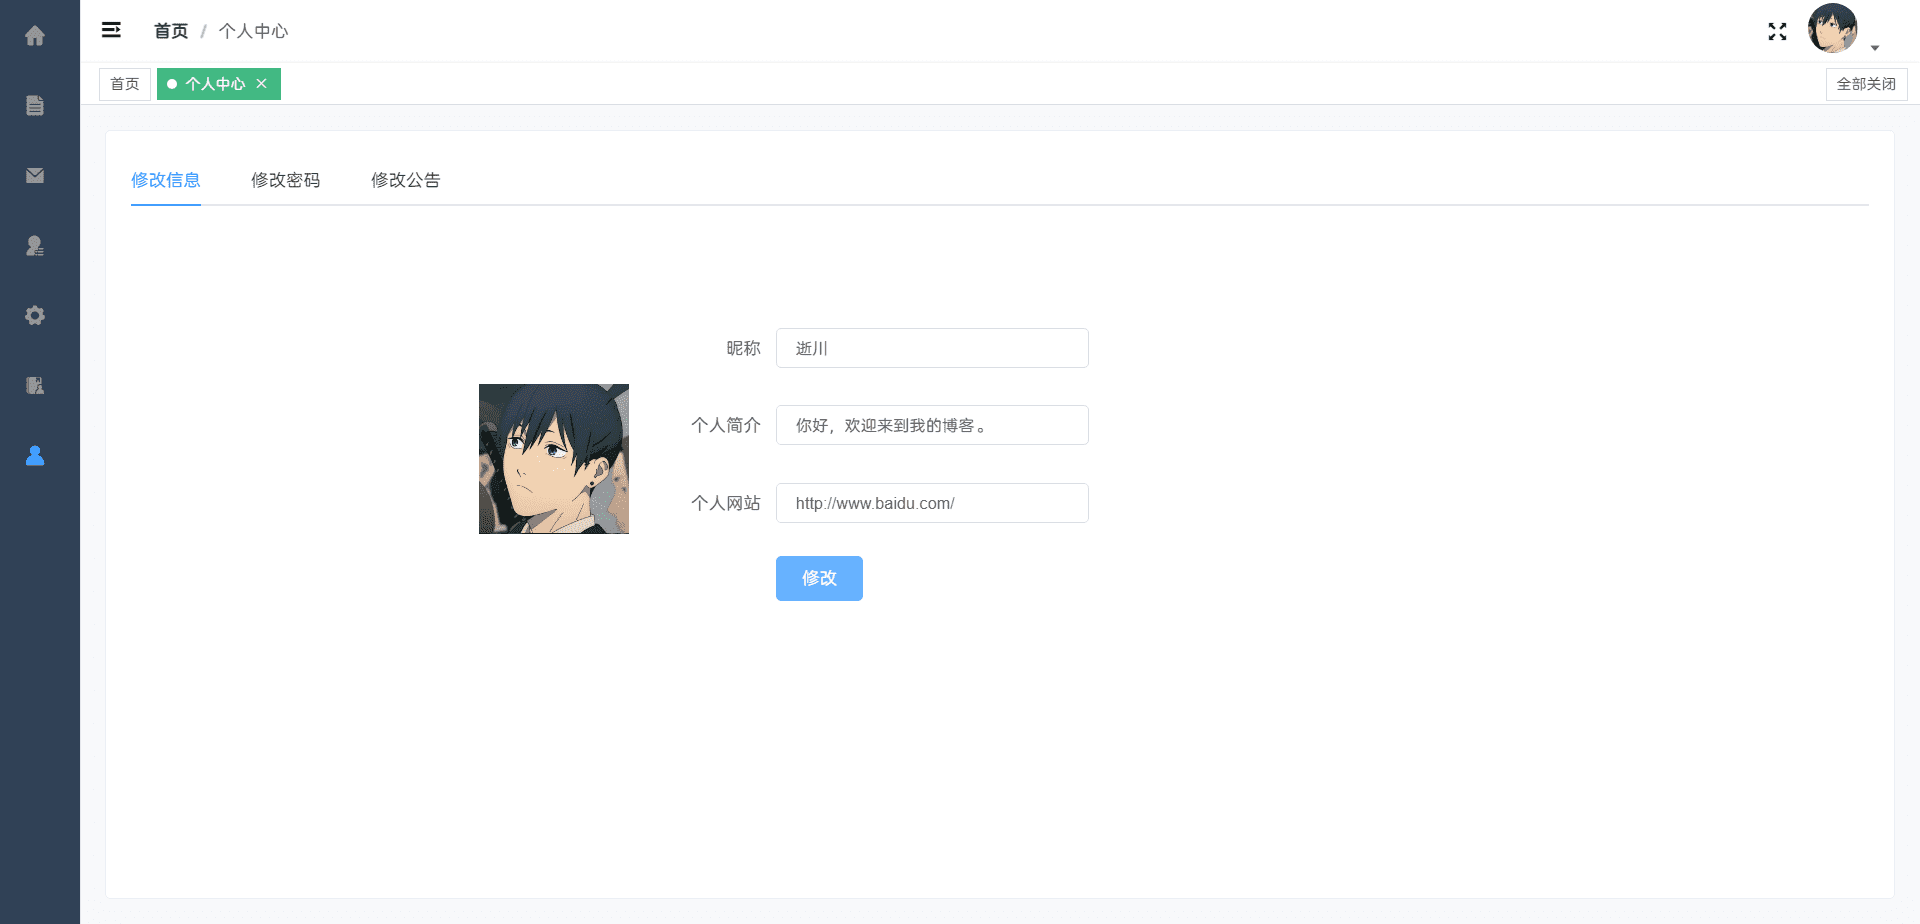 首页 / 个人中心
首页 个人中心 ×
全部关闭
修改信息 修改密码 修改公告
昵称 逝川
个人简介 你好，欢迎来到我的博客。
个人网站 http://www.baidu.com/
修改